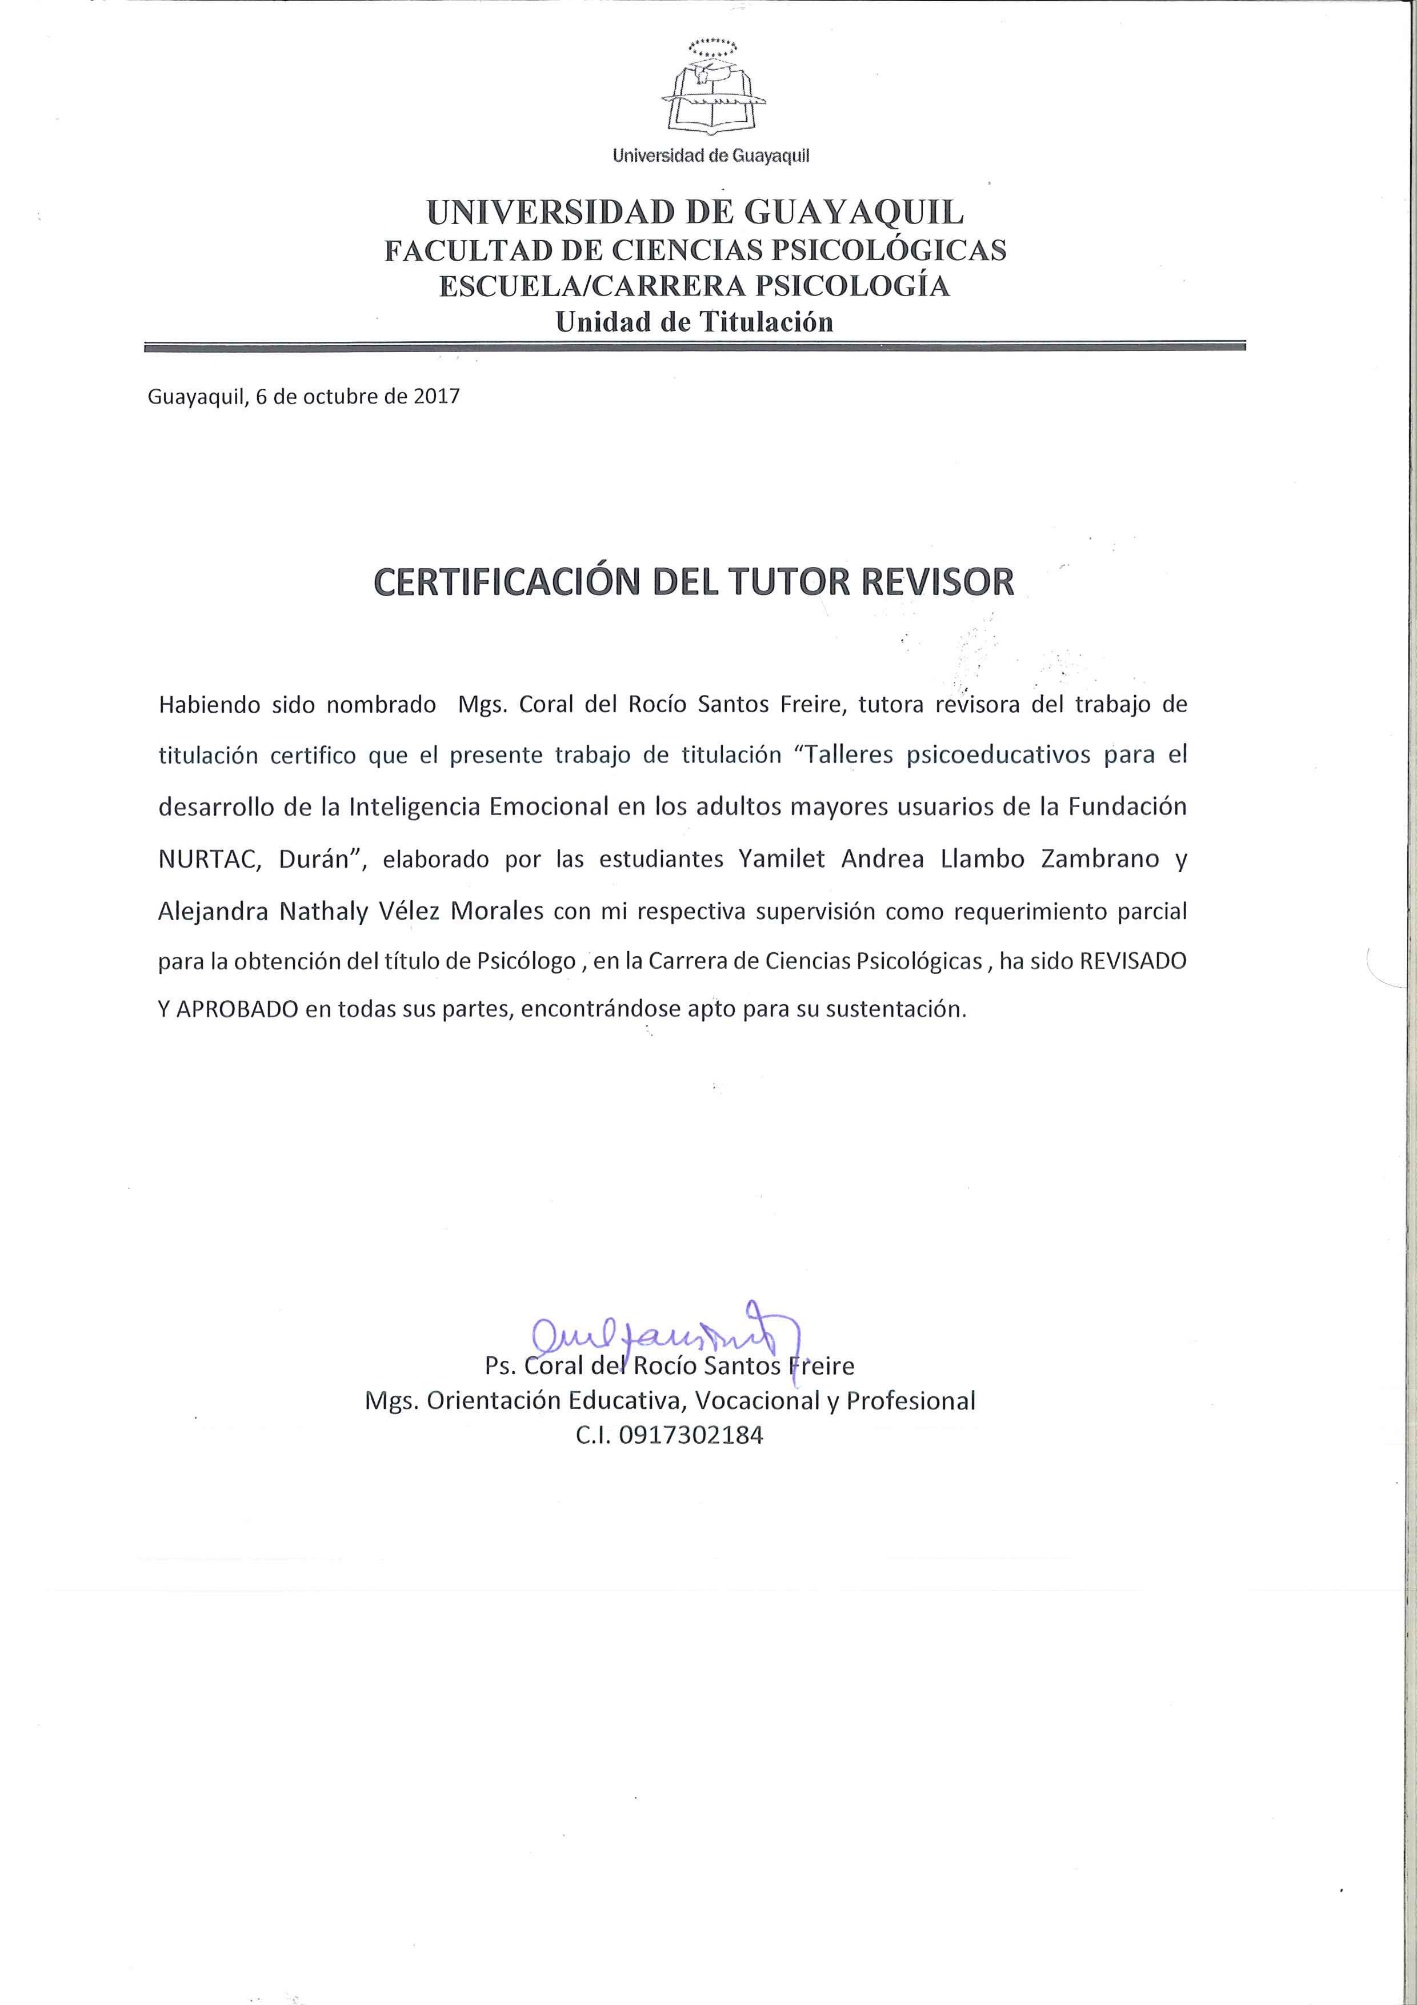 Universidad de Guayaquil
UNIVERSIDAD DE GUAYAQUIL
FACULTAD DE CIENCIAS PSICOLÓGICAS
ESCUELA/CARRERA PSICOLOGÍA
Unidad de Titulación
Guayaquil, 6 de octubre de 2017
CERTIFICACIÓN DEL TUTOR REVISOR
Habiendo sido nombrado Mgs. Coral del Rocío Santos Freire, tutora revisora del trabajo de
titulación certifico que el presente trabajo de titulación “Talleres psicoeducativos para el
desarrollo de la Inteligencia Emocional en los adultos mayores usuarios de la Fundación
NURTAC, Durán”, elaborado por las estudiantes Yamilet Andrea Llambo Zambrano y
Alejandra Nathaly Vélez Morales con mi respectiva supervisión como requerimiento parcial
para la obtención del título de Psicólogo , en la Carrera de Ciencias Psicológicas , ha sido REVISADO
Y APROBADO en todas sus partes, encontrándose apto para su sustentación.
Ps. Coral del Rocío Santos Freire
Mgs. Orientación Educativa, Vocacional y Profesional
C.I. 0917302184